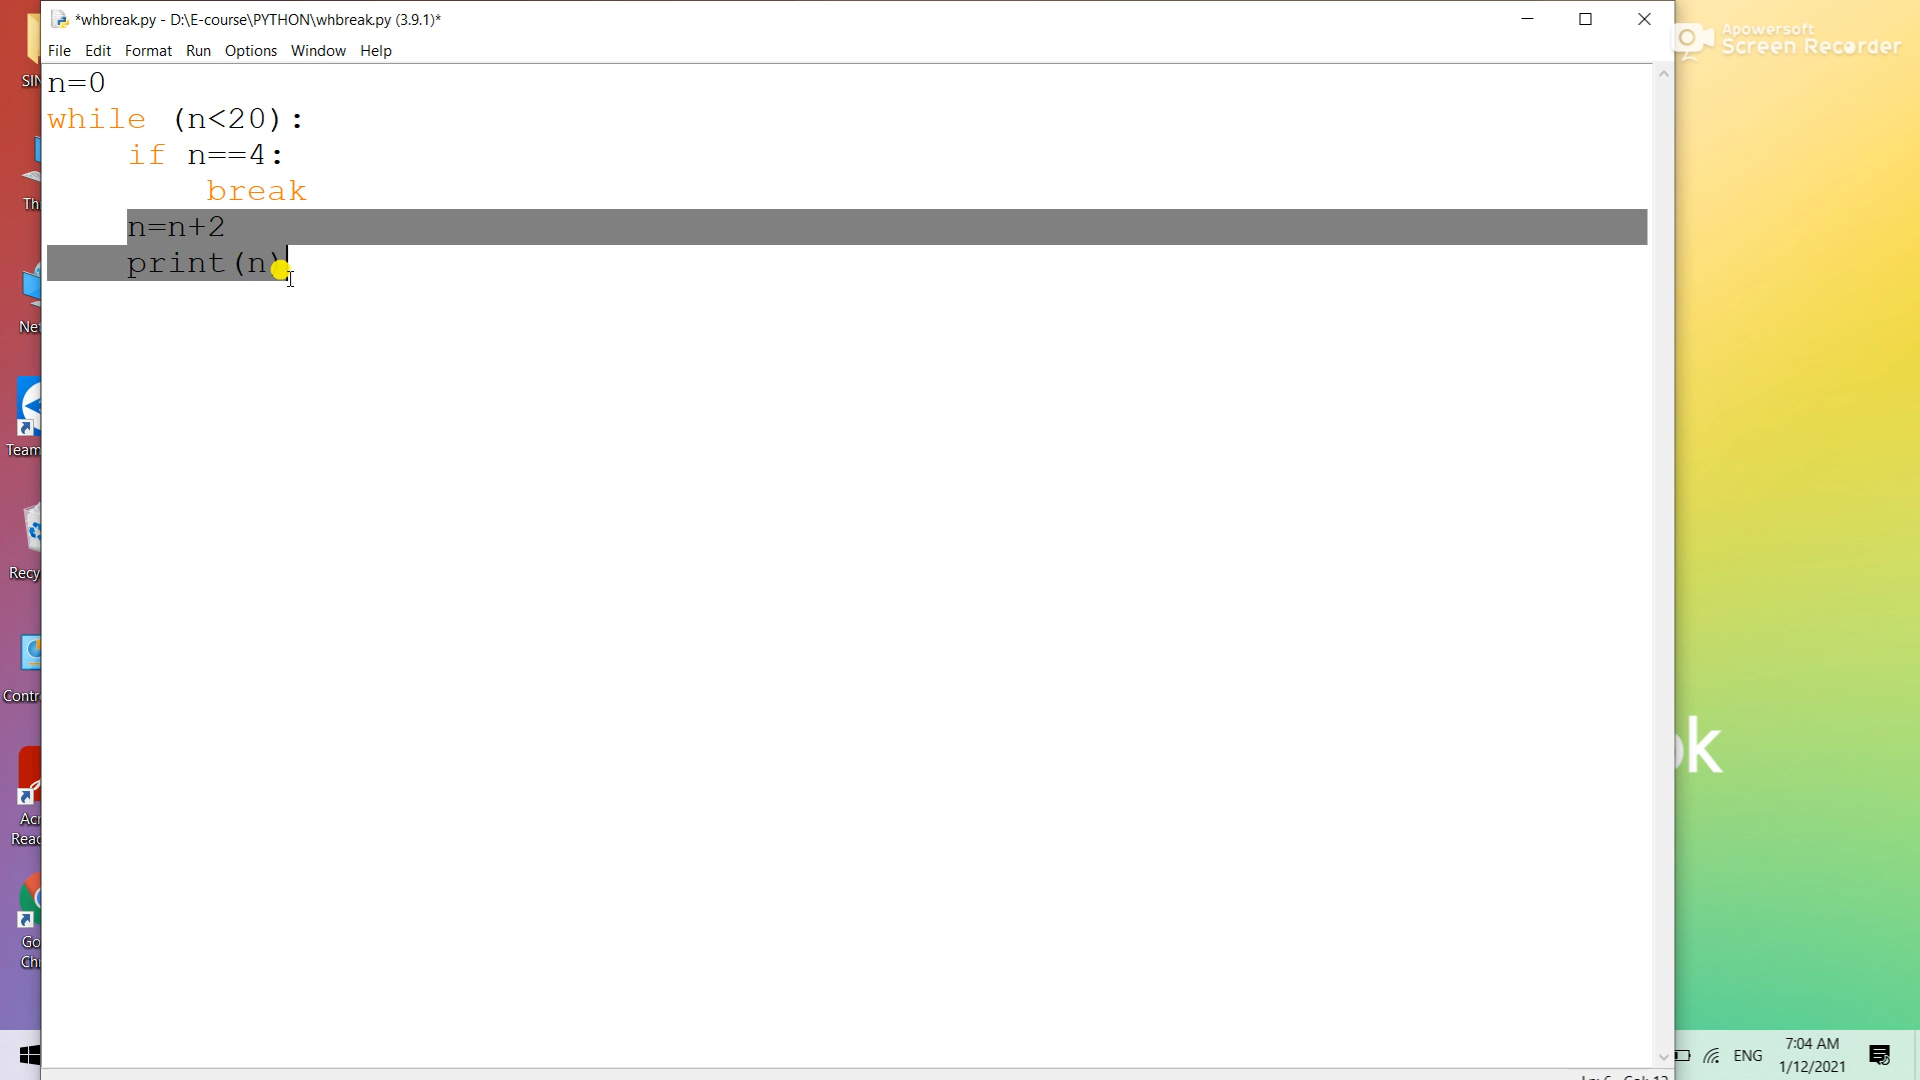 *whbreak.py - D:\E-course\PYTHON\whbreak.py (3.9.1)*
File Edit Format Run Options Window Help
n=0
while (n<20):
    if n==4:
        break
    n=n+2
    print(n)
Apowersoft
Screen Recorder
ENG
7:04 AM
1/12/2021